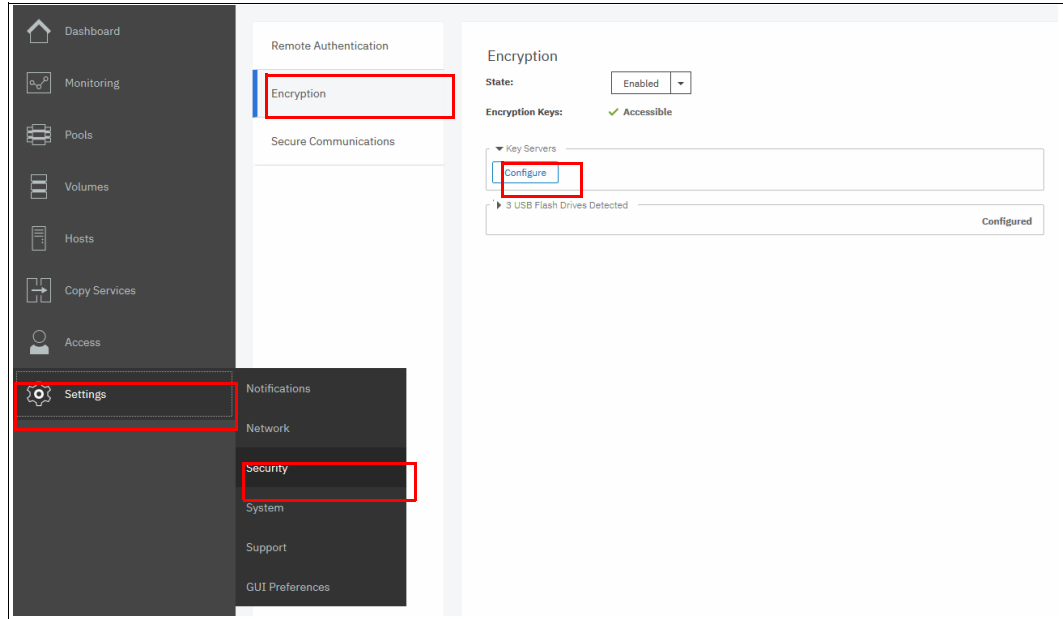 Dashboard
Monitoring
Pools
Volumes
Hosts
Copy Services
Access
Settings
Notifications
Network
Security
System
Support
GUI Preferences
Remote Authentication
Encryption
Secure Communications
Encryption
State: Enabled
Encryption Keys: Accessible
Key Servers
Configure
3 USB Flash Drives Detected
Configured